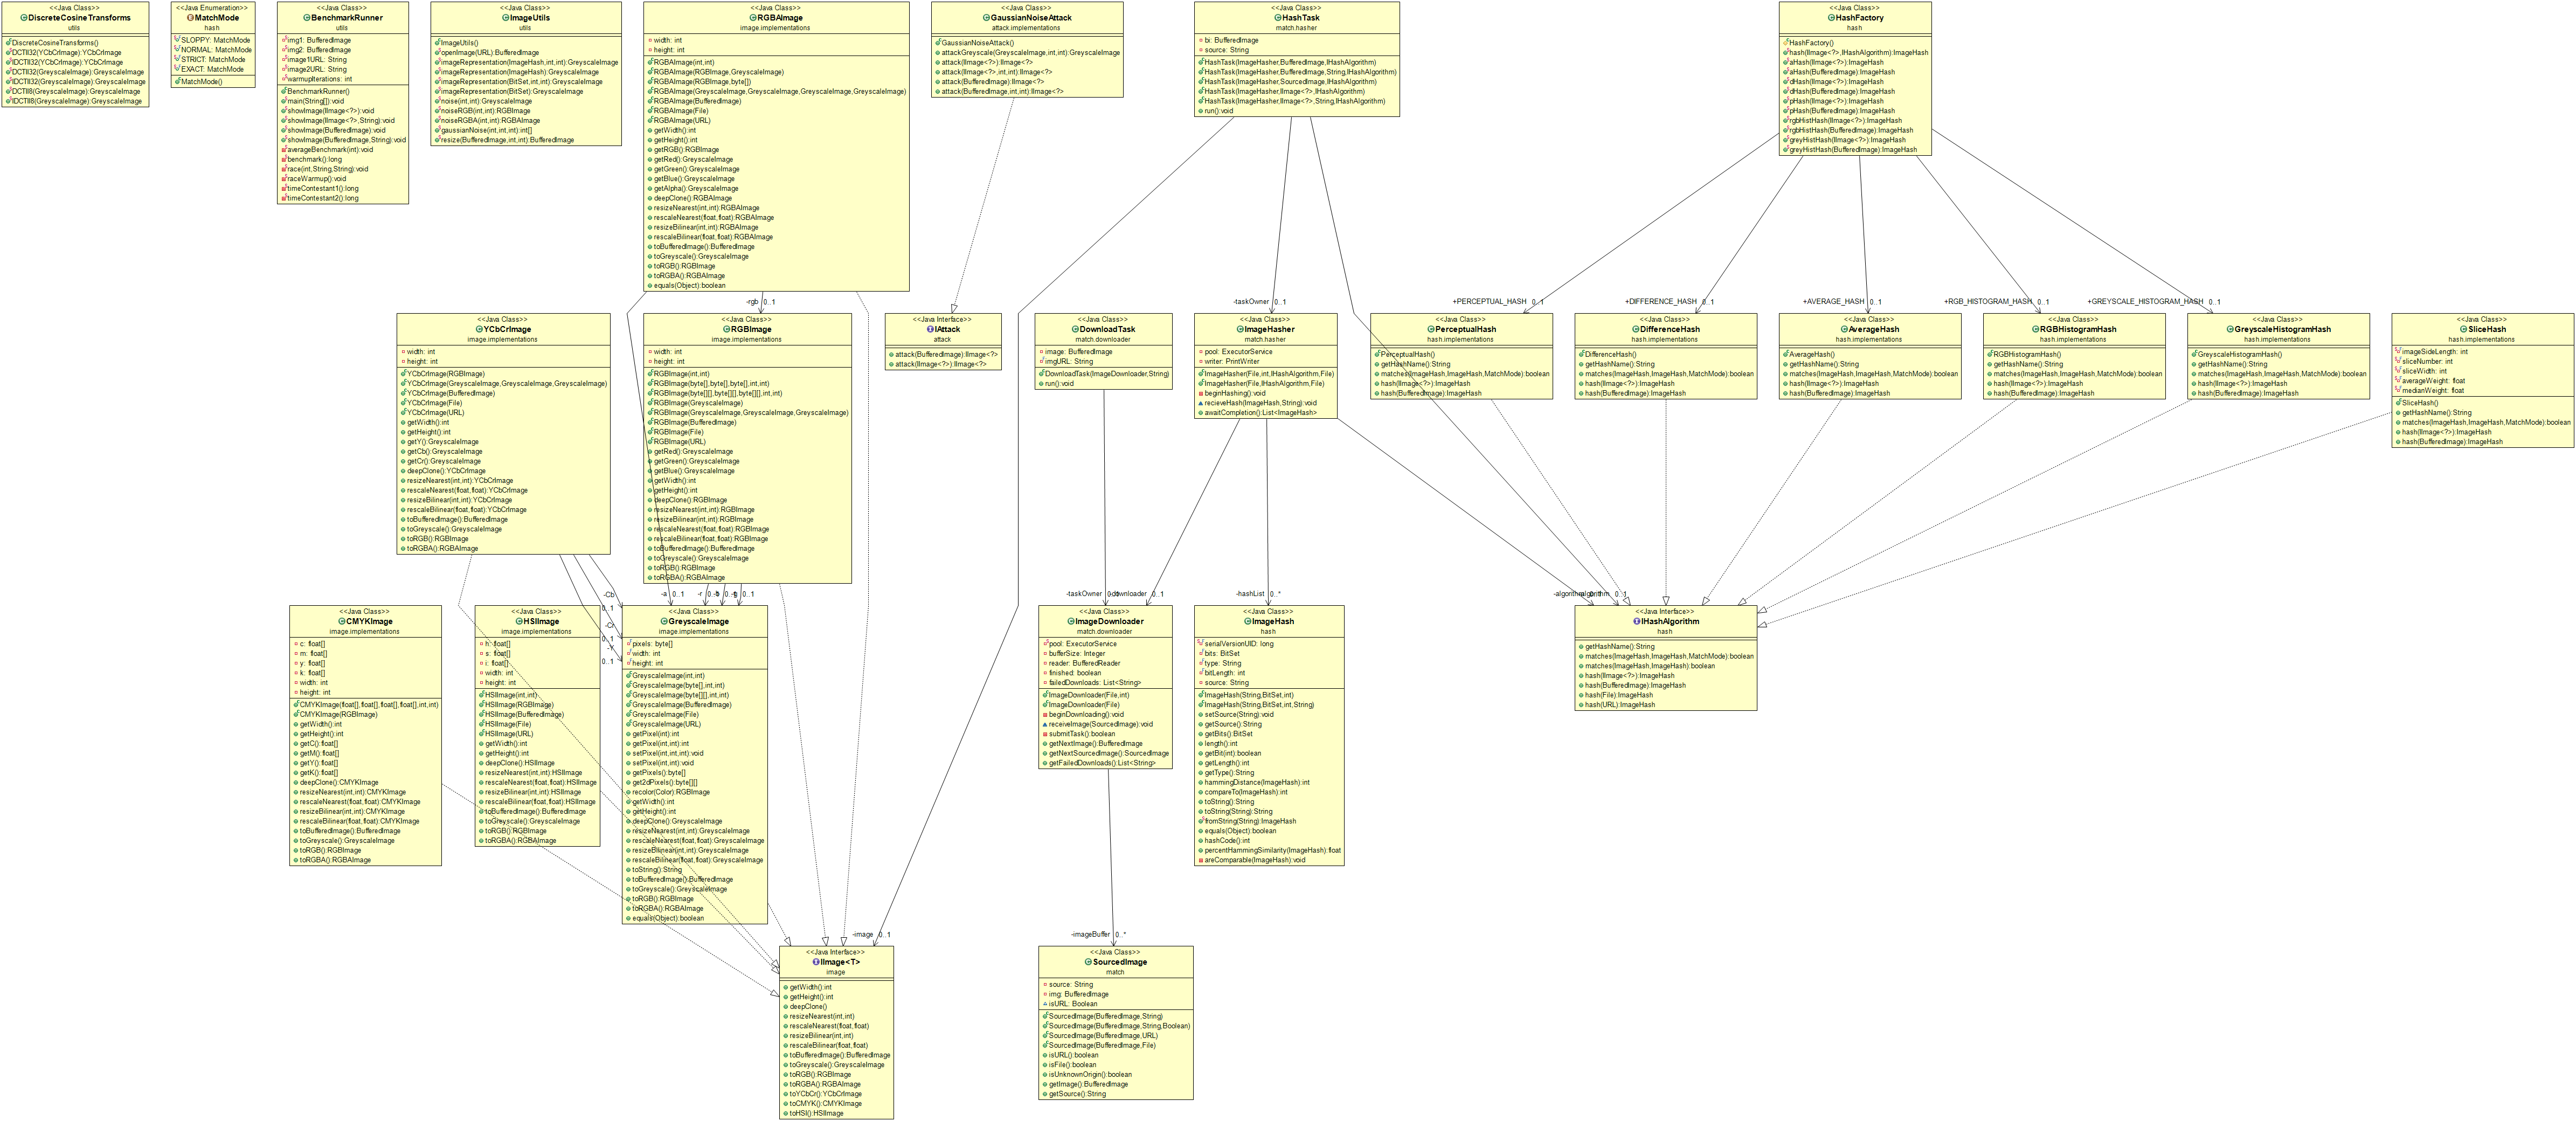 <<Java Class>>
DiscreteCosineTransforms
utils
DiscreteCosineTransforms()
DCTII32(YCbCrImage):YCbCrImage
IDCTII32(YCbCrImage):YCbCrImage
DCTII32(GreyscaleImage):GreyscaleImage
IDCTII32(GreyscaleImage):GreyscaleImage
DCTII8(GreyscaleImage):GreyscaleImage
IDCTII8(GreyscaleImage):GreyscaleImage
<<Java Enumeration>>
MatchMode
hash
SLOPPY: MatchMode
NORMAL: MatchMode
STRICT: MatchMode
EXACT: MatchMode
MatchMode()
<<Java Class>>
BenchmarkRunner
utils
img1: BufferedImage
img2: BufferedImage
image1URL: String
image2URL: String
warmupIterations: int
BenchmarkRunner()
main(String[]):void
showImage(IImage<?>):void
showImage(IImage<?>,String):void
showImage(BufferedImage):void
showImage(BufferedImage,String):void
averageBenchmark(int):void
benchmark():long
race(int,String,String):void
raceWarmup():void
timeContestant1():long
timeContestant2():long
<<Java Class>>
ImageUtils
utils
ImageUtils()
openImage(URL):BufferedImage
imageRepresentation(ImageHash,int,int):GreyscaleImage
imageRepresentation(ImageHash):GreyscaleImage
imageRepresentation(BitSet,int,int):GreyscaleImage
imageRepresentation(BitSet):GreyscaleImage
noise(int,int):GreyscaleImage
noiseRGB(int,int):RGBImage
noiseRGBA(int,int):RGBAImage
gaussianNoise(int,int,int):int[]
resize(BufferedImage,int,int):BufferedImage
<<Java Class>>
RGBAImage
image.implementations
width: int
height: int
RGBAImage(int,int)
RGBAImage(RGBImage,GreyscaleImage)
RGBAImage(RGBImage,byte[])
RGBAImage(GreyscaleImage,GreyscaleImage,GreyscaleImage,GreyscaleImage)
RGBAImage(BufferedImage)
RGBAImage(File)
RGBAImage(URL)
getWidth():int
getHeight():int
getRGB():RGBImage
getRed():GreyscaleImage
getGreen():GreyscaleImage
getBlue():GreyscaleImage
getAlpha():GreyscaleImage
deepClone():RGBAImage
resizeNearest(int,int):RGBAImage
rescaleNearest(float,float):RGBAImage
resizeBilinear(int,int):RGBAImage
rescaleBilinear(float,float):RGBAImage
toBufferedImage():BufferedImage
toGreyscale():GreyscaleImage
toRGB():RGBImage
toRGBA():RGBAImage
equals(Object):boolean
<<Java Class>>
GaussianNoiseAttack
attack.implementations
GaussianNoiseAttack()
attackGreyscale(GreyscaleImage,int,int):GreyscaleImage
attack(IImage<?>):IImage<?>
attack(IImage<?>,int,int):IImage<?>
attack(BufferedImage):IImage<?>
attack(BufferedImage,int,int):IImage<?>
<<Java Class>>
HashTask
match.hasher
bi: BufferedImage
source: String
HashTask(ImageHasher,BufferedImage,IHashAlgorithm)
HashTask(ImageHasher,BufferedImage,String,IHashAlgorithm)
HashTask(ImageHasher,SourcedImage,IHashAlgorithm)
HashTask(ImageHasher,IImage<?>,IHashAlgorithm)
HashTask(ImageHasher,IImage<?>,String,IHashAlgorithm)
run():void
<<Java Class>>
HashFactory
hash
HashFactory()
hash(IImage<?>,IHashAlgorithm):ImageHash
aHash(IImage<?>):ImageHash
aHash(BufferedImage):ImageHash
dHash(IImage<?>):ImageHash
dHash(BufferedImage):ImageHash
pHash(IImage<?>):ImageHash
pHash(BufferedImage):ImageHash
rgbHistHash(IImage<?>):ImageHash
rgbHistHash(BufferedImage):ImageHash
greyHistHash(IImage<?>):ImageHash
greyHistHash(BufferedImage):ImageHash
-rgb 0..1
-taskOwner 0..1
+PERCEPTUAL_HASH 0..1
+DIFFERENCE_HASH 0..1
+AVERAGE_HASH 0..1
+RGB_HISTOGRAM_HASH 0..1
+GREYSCALE_HISTOGRAM_HASH 0..1
<<Java Class>>
YCbCrImage
image.implementations
width: int
height: int
YCbCrImage(RGBImage)
YCbCrImage(GreyscaleImage,GreyscaleImage,GreyscaleImage)
YCbCrImage(BufferedImage)
YCbCrImage(File)
YCbCrImage(URL)
getWidth():int
getHeight():int
getY():GreyscaleImage
getCb():GreyscaleImage
getCr():GreyscaleImage
deepClone():YCbCrImage
resizeNearest(int,int):YCbCrImage
rescaleNearest(float,float):YCbCrImage
resizeBilinear(int,int):YCbCrImage
rescaleBilinear(float,float):YCbCrImage
toBufferedImage():BufferedImage
toGreyscale():GreyscaleImage
toRGB():RGBImage
toRGBA():RGBAImage
<<Java Class>>
RGBImage
image.implementations
width: int
height: int
RGBImage(int,int)
RGBImage(byte[],byte[],byte[],int,int)
RGBImage(byte[][],byte[][],byte[][],int,int)
RGBImage(GreyscaleImage)
RGBImage(GreyscaleImage,GreyscaleImage,GreyscaleImage)
RGBImage(BufferedImage)
RGBImage(File)
RGBImage(URL)
getRed():GreyscaleImage
getGreen():GreyscaleImage
getBlue():GreyscaleImage
getWidth():int
getHeight():int
deepClone():RGBImage
resizeNearest(int,int):RGBImage
resizeBilinear(int,int):RGBImage
rescaleNearest(float,float):RGBImage
rescaleBilinear(float,float):RGBImage
toBufferedImage():BufferedImage
toGreyscale():GreyscaleImage
toRGB():RGBImage
toRGBA():RGBAImage
<<Java Interface>>
IAttack
attack
attack(BufferedImage):IImage<?>
attack(IImage<?>):IImage<?>
<<Java Class>>
DownloadTask
match.downloader
image: BufferedImage
imgURL: String
DownloadTask(ImageDownloader,String)
run():void
<<Java Class>>
ImageHasher
match.hasher
pool: ExecutorService
writer: PrintWriter
ImageHasher(File,int,IHashAlgorithm,File)
ImageHasher(File,IHashAlgorithm,File)
beginHashing():void
recieveHash(ImageHash,String):void
awaitCompletion():List<ImageHash>
<<Java Class>>
PerceptualHash
hash.implementations
PerceptualHash()
getHashName():String
matches(ImageHash,ImageHash,MatchMode):boolean
hash(IImage<?>):ImageHash
hash(BufferedImage):ImageHash
<<Java Class>>
DifferenceHash
hash.implementations
DifferenceHash()
getHashName():String
matches(ImageHash,ImageHash,MatchMode):boolean
hash(IImage<?>):ImageHash
hash(BufferedImage):ImageHash
<<Java Class>>
AverageHash
hash.implementations
AverageHash()
getHashName():String
matches(ImageHash,ImageHash,MatchMode):boolean
hash(IImage<?>):ImageHash
hash(BufferedImage):ImageHash
<<Java Class>>
RGBHistogramHash
hash.implementations
RGBHistogramHash()
getHashName():String
matches(ImageHash,ImageHash,MatchMode):boolean
hash(IImage<?>):ImageHash
hash(BufferedImage):ImageHash
<<Java Class>>
GreyscaleHistogramHash
hash.implementations
GreyscaleHistogramHash()
getHashName():String
matches(ImageHash,ImageHash,MatchMode):boolean
hash(IImage<?>):ImageHash
hash(BufferedImage):ImageHash
<<Java Class>>
SliceHash
hash.implementations
imageSideLength: int
sliceNumber: int
sliceWidth: int
averageWeight: float
medianWeight: float
SliceHash()
getHashName():String
matches(ImageHash,ImageHash,MatchMode):boolean
hash(IImage<?>):ImageHash
hash(BufferedImage):ImageHash
-Cb
0..1
-Cr
0..1
-Y
0..1
-a 0..1
-r 0..1
0..1
-taskOwner
-downloader 0..1
-hashList 0..*
-algorithm
0..1
<<Java Class>>
CMYKImage
image.implementations
c: float[]
m: float[]
y: float[]
k: float[]
width: int
height: int
CMYKImage(float[],float[],float[],float[],int,int)
CMYKImage(RGBImage)
getWidth():int
getHeight():int
getC():float[]
getM():float[]
getY():float[]
getK():float[]
deepClone():CMYKImage
resizeNearest(int,int):CMYKImage
rescaleNearest(float,float):CMYKImage
resizeBilinear(int,int):CMYKImage
rescaleBilinear(float,float):CMYKImage
toBufferedImage():BufferedImage
toGreyscale():GreyscaleImage
toRGB():RGBImage
toRGBA():RGBAImage
<<Java Class>>
HSIImage
image.implementations
h: float[]
s: float[]
i: float[]
width: int
height: int
HSIImage(int,int)
HSIImage(RGBImage)
HSIImage(BufferedImage)
HSIImage(File)
HSIImage(URL)
getWidth():int
getHeight():int
deepClone():HSIImage
resizeNearest(int,int):HSIImage
rescaleNearest(float,float):HSIImage
resizeBilinear(int,int):HSIImage
rescaleBilinear(float,float):HSIImage
toBufferedImage():BufferedImage
toGreyscale():GreyscaleImage
toRGB():RGBImage
toRGBA():RGBAImage
<<Java Class>>
GreyscaleImage
image.implementations
pixels: byte[]
width: int
height: int
GreyscaleImage(int,int)
GreyscaleImage(byte[],int,int)
GreyscaleImage(byte[][],int,int)
GreyscaleImage(BufferedImage)
GreyscaleImage(File)
GreyscaleImage(URL)
getPixel(int):int
getPixel(int,int):int
setPixel(int,int,int):void
setPixel(int,int):void
getPixels():byte[]
get2dPixels():byte[][]
recolor(Color):RGBImage
getWidth():int
getHeight():int
deepClone():GreyscaleImage
resizeNearest(int,int):GreyscaleImage
rescaleNearest(float,float):GreyscaleImage
resizeBilinear(int,int):GreyscaleImage
rescaleBilinear(float,float):GreyscaleImage
toString():String
toBufferedImage():BufferedImage
toGreyscale():GreyscaleImage
toRGB():RGBImage
toRGBA():RGBAImage
equals(Object):boolean
<<Java Class>>
ImageDownloader
match.downloader
pool: ExecutorService
bufferSize: Integer
reader: BufferedReader
finished: boolean
failedDownloads: List<String>
ImageDownloader(File,int)
ImageDownloader(File)
beginDownloading():void
receiveImage(SourcedImage):void
submitTask():boolean
getNextImage():BufferedImage
getNextSourcedImage():SourcedImage
getFailedDownloads():List<String>
<<Java Class>>
ImageHash
hash
serialVersionUID: long
bits: BitSet
type: String
bitLength: int
source: String
ImageHash(String,BitSet,int)
ImageHash(String,BitSet,int,String)
setSource(String):void
getSource():String
getBits():BitSet
length():int
getBit(int):boolean
getLength():int
getType():String
hammingDistance(ImageHash):int
compareTo(ImageHash):int
toString():String
toString(String):String
fromString(String):ImageHash
equals(Object):boolean
hashCode():int
percentHammingSimilarity(ImageHash):float
areComparable(ImageHash):void
<<Java Interface>>
IHashAlgorithm
hash
getHashName():String
matches(ImageHash,ImageHash,MatchMode):boolean
matches(ImageHash,ImageHash):boolean
hash(IImage<?>):ImageHash
hash(BufferedImage):ImageHash
hash(File):ImageHash
hash(URL):ImageHash
-image 0..1
-imageBuffer 0..*
<<Java Interface>>
IImage<T>
image
getWidth():int
getHeight():int
deepClone()
resizeNearest(int,int)
rescaleNearest(float,float)
resizeBilinear(int,int)
rescaleBilinear(float,float)
toBufferedImage():BufferedImage
toGreyscale():GreyscaleImage
toRGB():RGBImage
toRGBA():RGBAImage
toYCbCr():YCbCrImage
toCMYK():CMYKImage
toHSI():HSIImage
<<Java Class>>
SourcedImage
match
source: String
img: BufferedImage
isURL: Boolean
SourcedImage(BufferedImage,String)
SourcedImage(BufferedImage,String,Boolean)
SourcedImage(BufferedImage,URL)
SourcedImage(BufferedImage,File)
isURL():boolean
isFile():boolean
isUnknownOrigin():boolean
getImage():BufferedImage
getSource():String